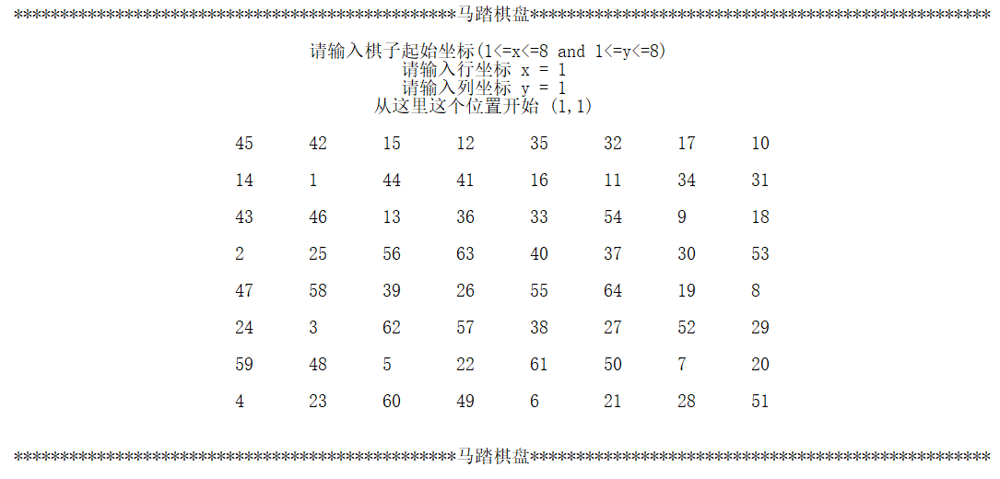 ************************************************马踏棋盘**************************************************
请输入棋子起始坐标(1<=x<=8 and 1<=y<=8)
请输入行坐标 x = 1
请输入列坐标 y = 1
从这里这个位置开始 (1,1)
45 42 15 12 35 32 17 10
14 1 44 41 16 11 34 31
43 46 13 36 33 54 9 18
2 25 56 63 40 37 30 53
47 58 39 26 55 64 19 8
24 3 62 57 38 27 52 29
59 48 5 22 61 50 7 20
4 23 60 49 6 21 28 51
************************************************马踏棋盘**************************************************